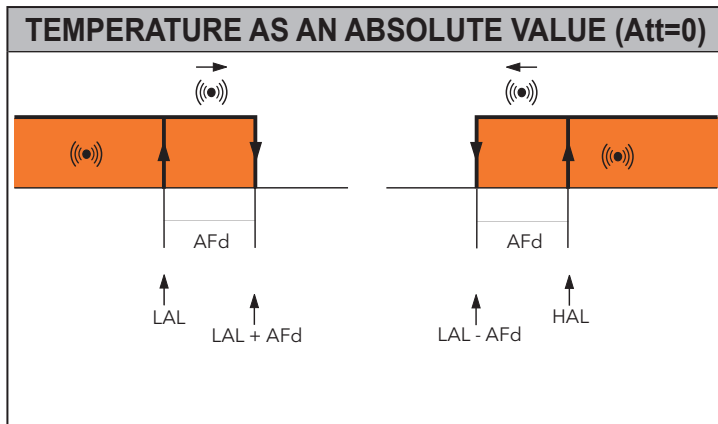 TEMPERATURE AS AN ABSOLUTE VALUE (Att=0)
AFd
AFd
LAL
LAL + AFd
LAL - AFd
HAL